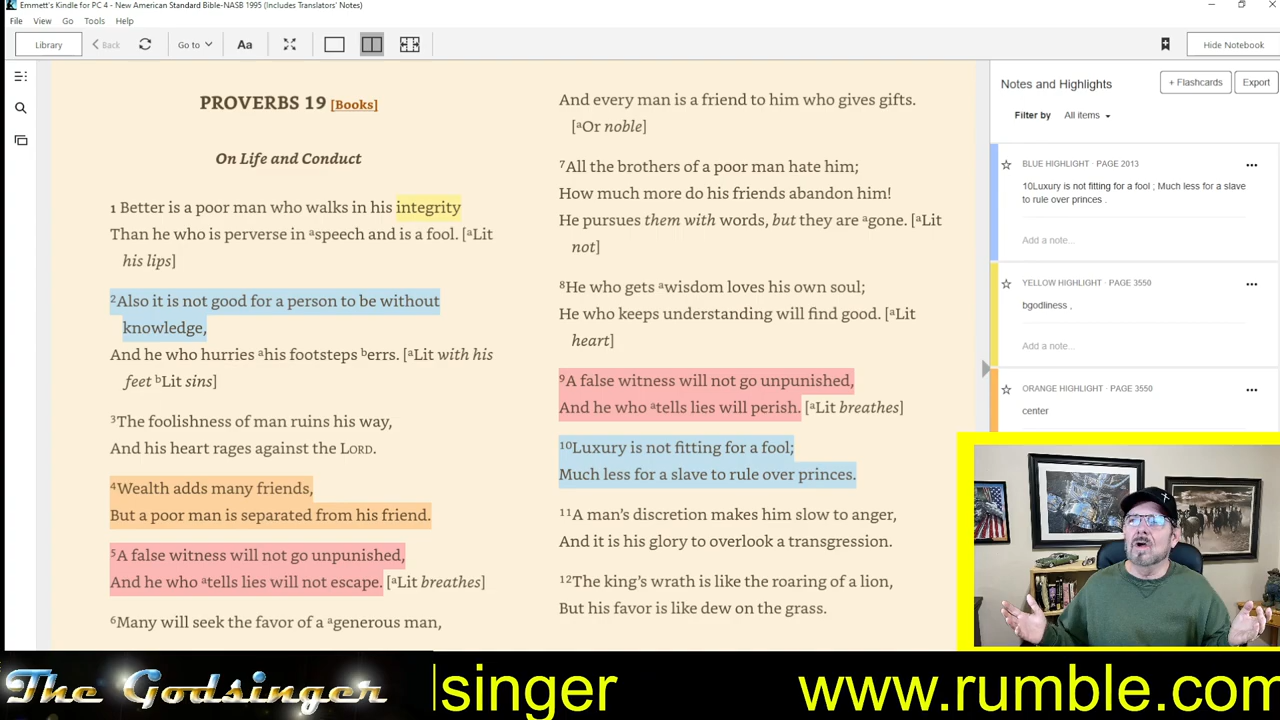 Emmett's Kindle for PC 4 - New American Standard Bible-NASB 1995 (Includes Translators' Notes)
File View Go Tools Help
Library Back Go to Aa Hide Notebook
PROVERBS 19 [Books]
On Life and Conduct
1 Better is a poor man who walks in his integrity
Than he who is perverse in ªspeech and is a fool. [ªLit
his lips]
²Also it is not good for a person to be without
knowledge,
And he who hurries ªhis footsteps ᵇerrs. [ªLit with his
feet ᵇLit sins]
³The foolishness of man ruins his way,
And his heart rages against the LORD.
⁴Wealth adds many friends,
But a poor man is separated from his friend.
⁵A false witness will not go unpunished,
And he who ªtells lies will not escape. [ªLit breathes]
⁶Many will seek the favor of a ªgenerous man,
And every man is a friend to him who gives gifts.
[ªOr noble]
⁷All the brothers of a poor man hate him;
How much more do his friends abandon him!
He pursues them with words, but they are ªgone. [ªLit
not]
⁸He who gets ªwisdom loves his own soul;
He who keeps understanding will find good. [ªLit
heart]
⁹A false witness will not go unpunished,
And he who ªtells lies will perish. [ªLit breathes]
¹⁰Luxury is not fitting for a fool;
Much less for a slave to rule over princes.
¹¹A man's discretion makes him slow to anger,
And it is his glory to overlook a transgression.
¹²The king's wrath is like the roaring of a lion,
But his favor is like dew on the grass.
Notes and Highlights + Flashcards Export
Filter by All items
BLUE HIGHLIGHT · PAGE 2013
10Luxury is not fitting for a fool ; Much less for a slave
to rule over princes .
Add a note...
YELLOW HIGHLIGHT · PAGE 3550
bgodliness ,
Add a note...
ORANGE HIGHLIGHT · PAGE 3550
center
The Godsinger
singer www.rumble.com